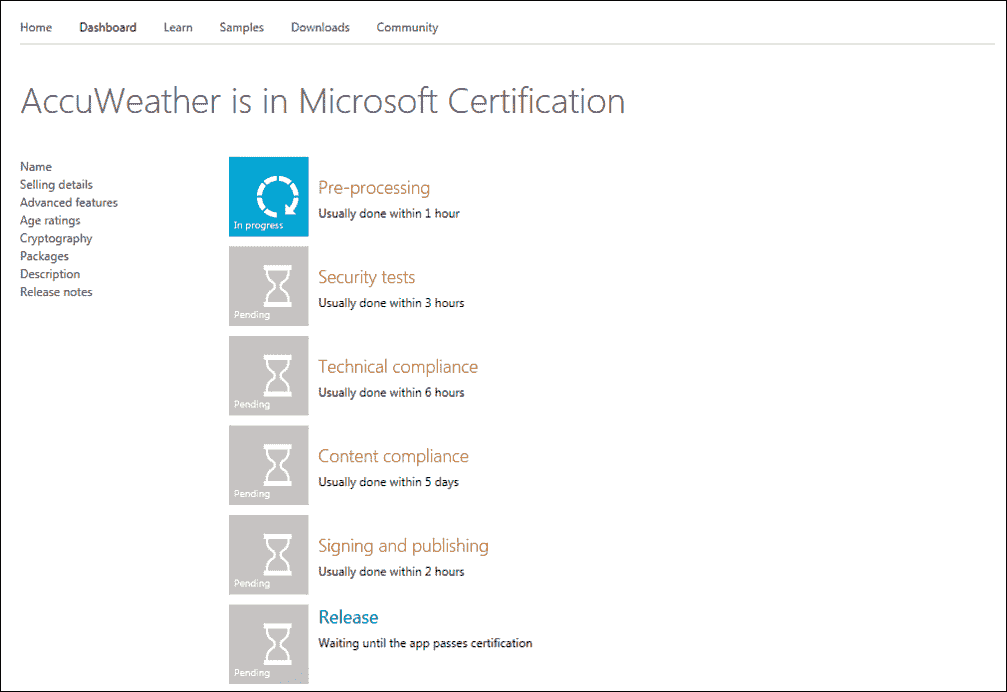 Home Dashboard Learn Samples Downloads Community
AccuWeather is in Microsoft Certification
Name
Selling details
Advanced features
Age ratings
Cryptography
Packages
Description
Release notes
In progress
Pre-processing
Usually done within 1 hour
Pending
Security tests
Usually done within 3 hours
Pending
Technical compliance
Usually done within 6 hours
Pending
Content compliance
Usually done within 5 days
Pending
Signing and publishing
Usually done within 2 hours
Pending
Release
Waiting until the app passes certification
Pending